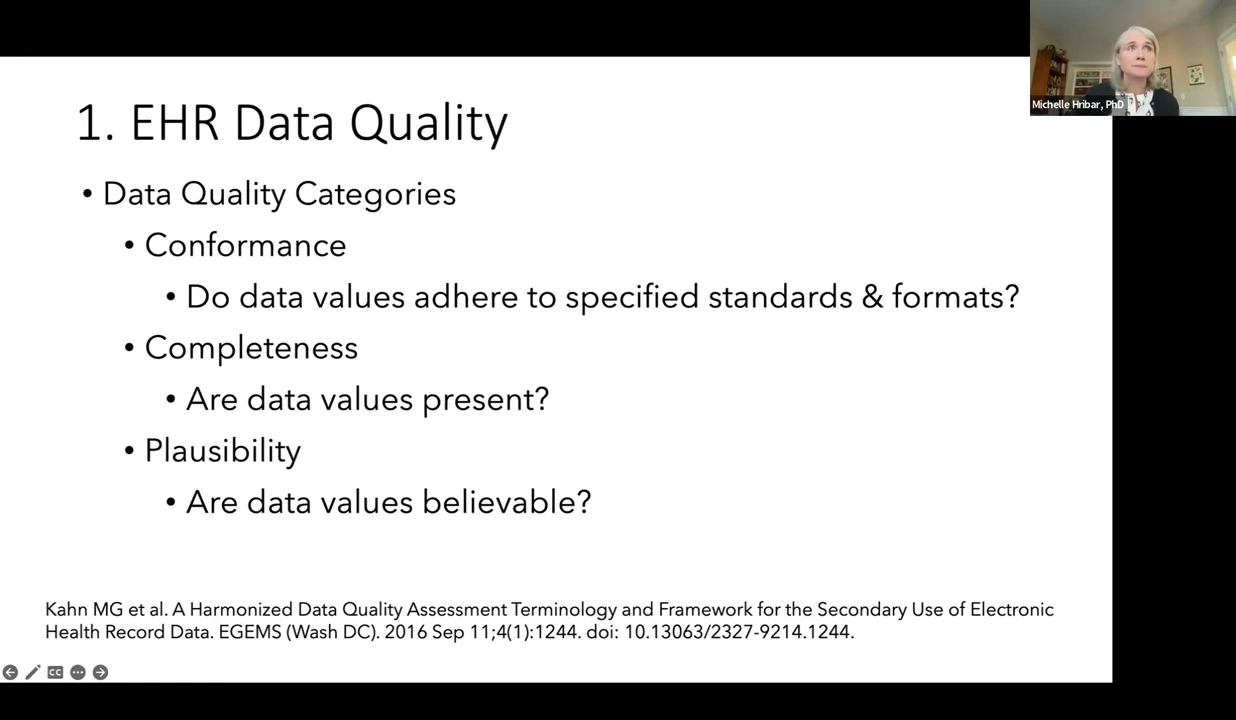 1. EHR Data Quality
• Data Quality Categories
• Conformance
• Do data values adhere to specified standards & formats?
• Completeness
• Are data values present?
• Plausibility
• Are data values believable?
Kahn MG et al. A Harmonized Data Quality Assessment Terminology and Framework for the Secondary Use of Electronic
Health Record Data. EGEMS (Wash DC). 2016 Sep 11;4(1):1244. doi: 10.13063/2327-9214.1244.
Michelle Hribar, PhD
CC